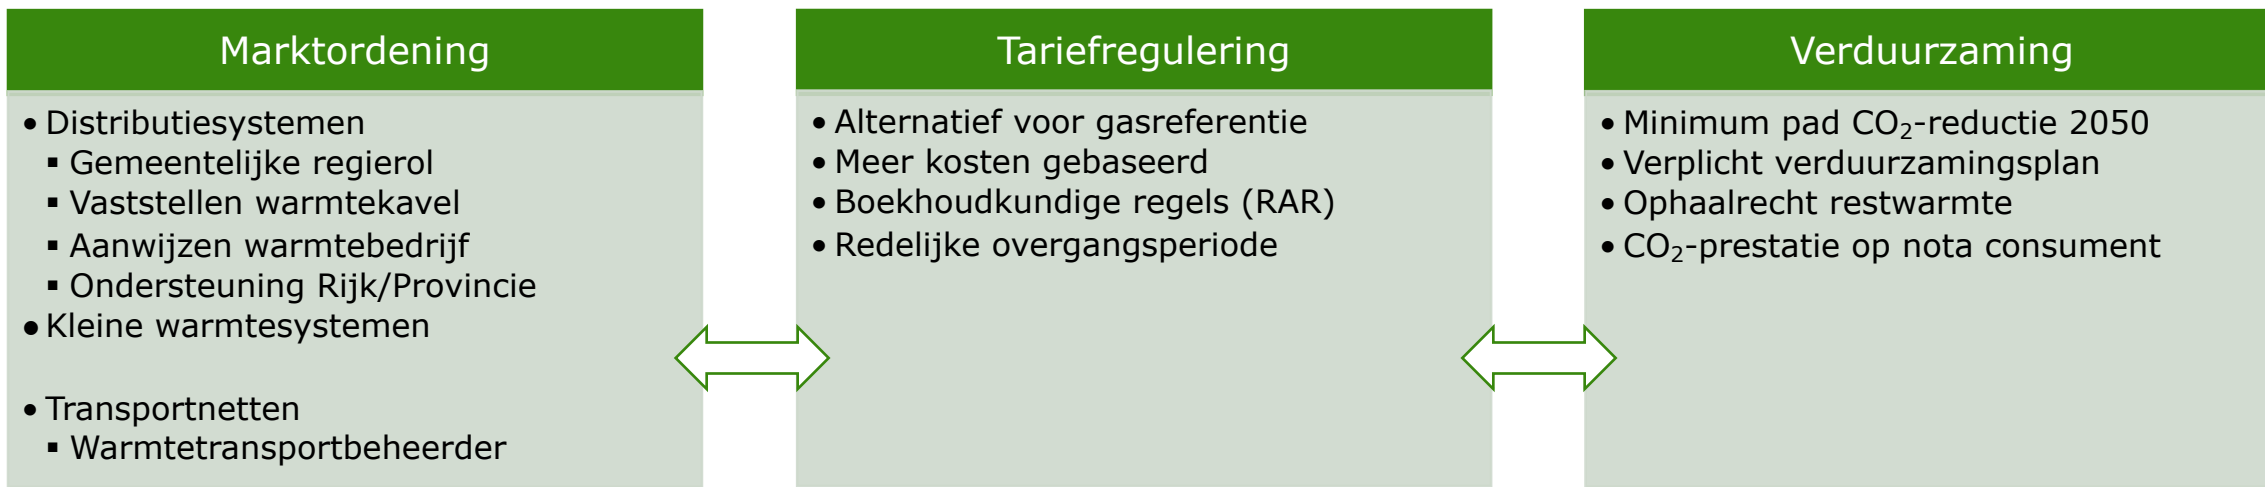 Marktordening
• Distributiesystemen
▪ Gemeentelijke regierol
▪ Vaststellen warmtekavel
▪ Aanwijzen warmtebedrijf
▪ Ondersteuning Rijk/Provincie
• Kleine warmtesystemen
• Transportnetten
▪ Warmtetransportbeheerder
Tariefregulering
• Alternatief voor gasreferentie
• Meer kosten gebaseerd
• Boekhoudkundige regels (RAR)
• Redelijke overgangsperiode
Verduurzaming
• Minimum pad CO₂-reductie 2050
• Verplicht verduurzamingsplan
• Ophaalrecht restwarmte
• CO₂-prestatie op nota consument